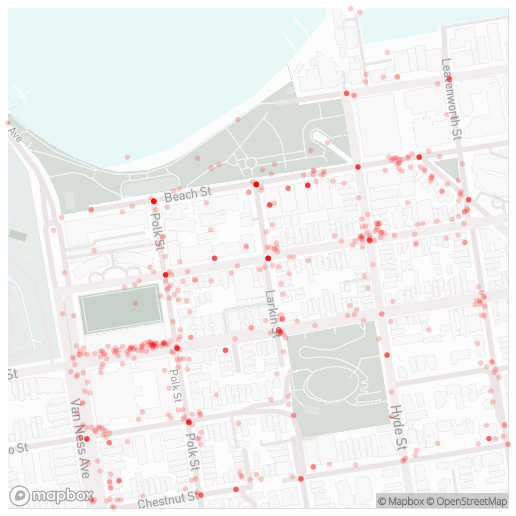 Ave
Leavenworth St
Beach St
Polk St
Larkin St
St
Polk St
Van Ness Ave
Hyde St
Polk St
o St
Chestnut St
mapbox
© Mapbox © OpenStreetMap